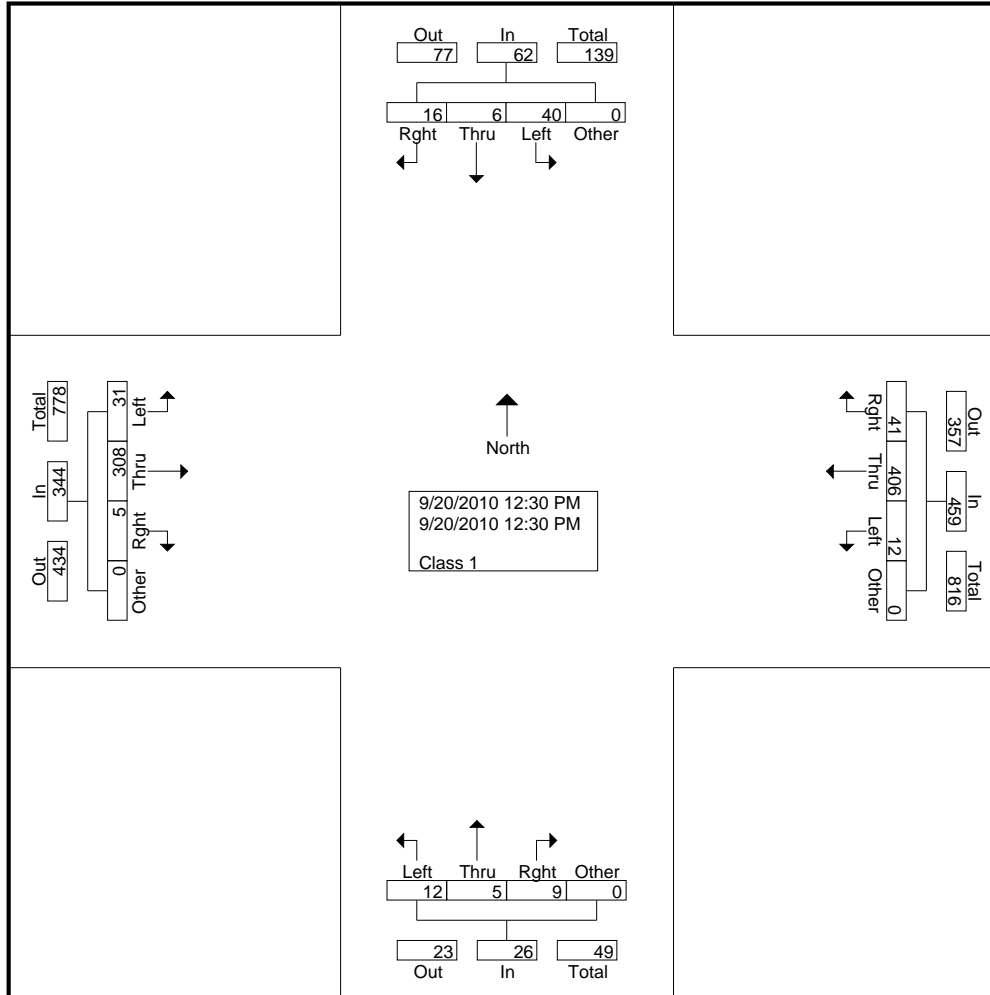 Out In Total
77 62 139
16 6 40 0
Rght Thru Left Other
Total In Out
778 344 434
31 308 5 0
Left Thru Rght Other
North
9/20/2010 12:30 PM
9/20/2010 12:30 PM
Class 1
Rght Thru Left Other
41 406 12 0
Out In Total
357 459 816
Left Thru Rght Other
12 5 9 0
23 26 49
Out In Total